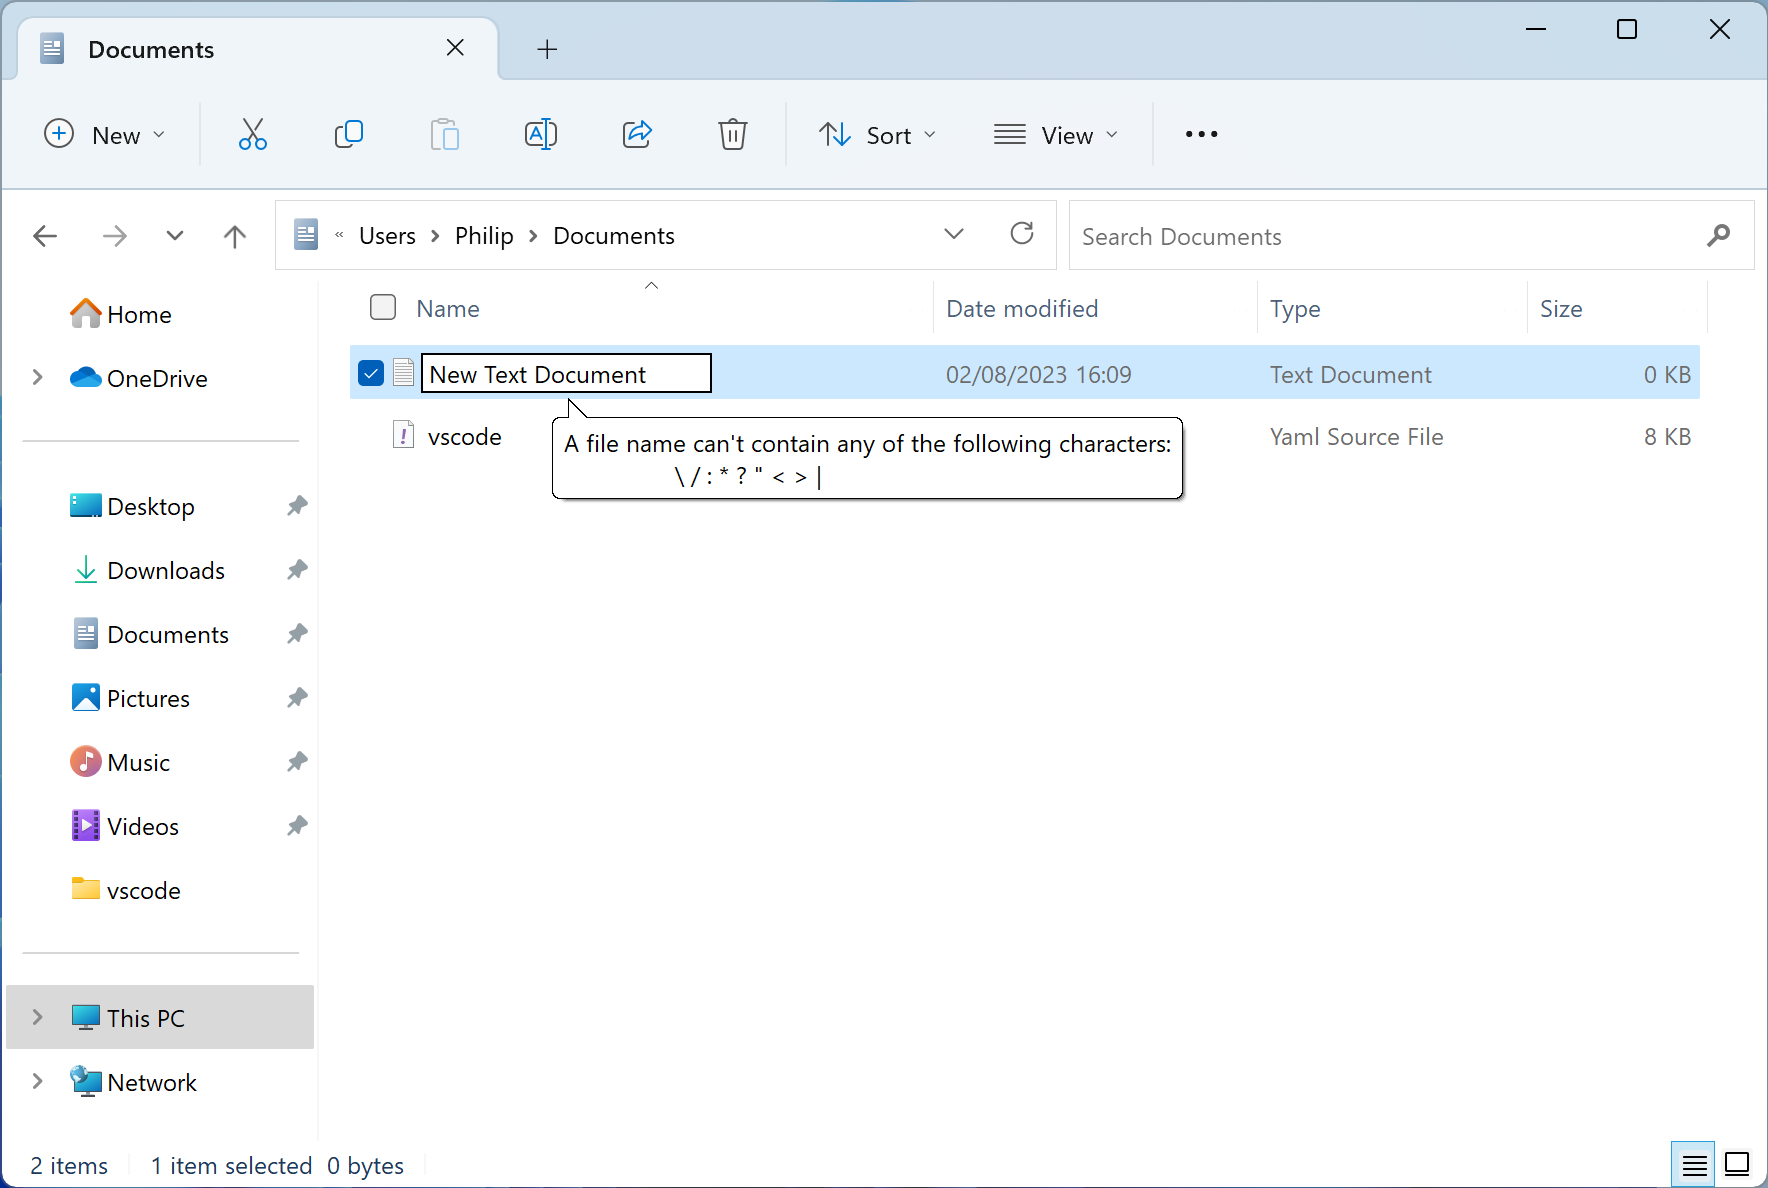 Documents
New
Sort
View
« Users > Philip > Documents
Search Documents
Home
OneDrive
Desktop
Downloads
Documents
Pictures
Music
Videos
vscode
This PC
Network
Name Date modified Type Size
New Text Document 02/08/2023 16:09 Text Document 0 KB
vscode Yaml Source File 8 KB
A file name can't contain any of the following characters:
\ / : * ? " < > |
2 items 1 item selected 0 bytes